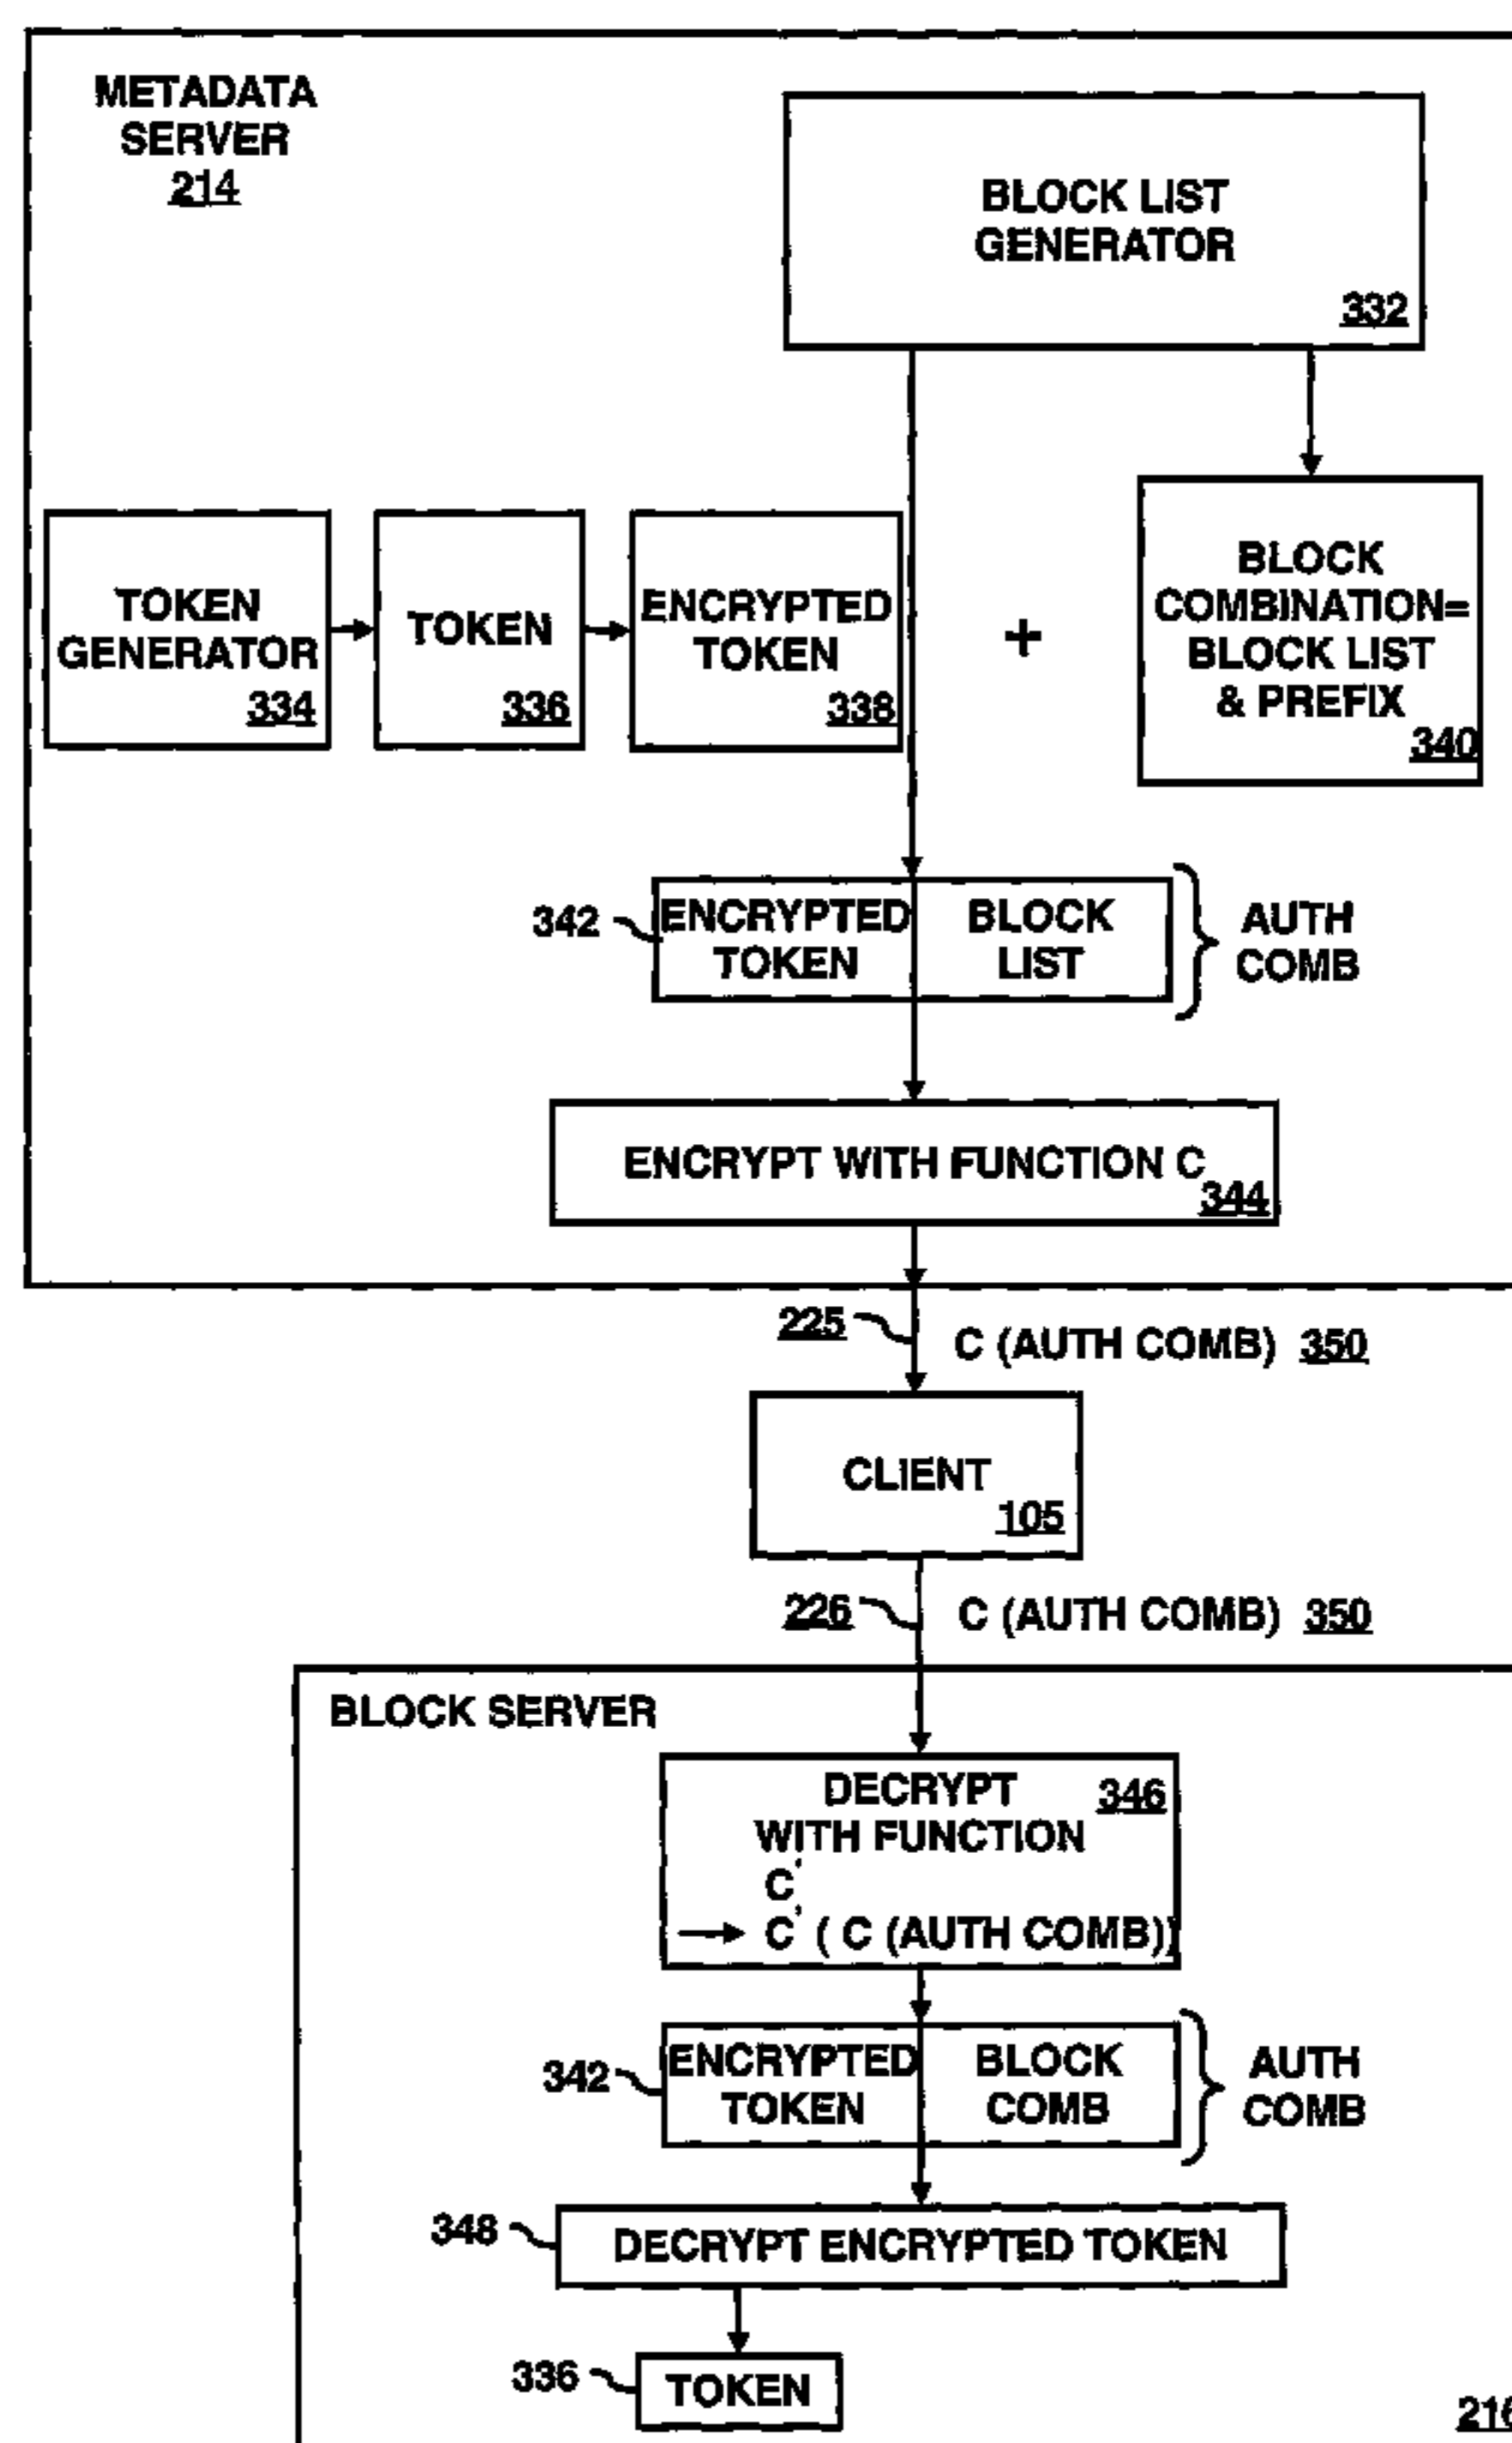 METADATA
SERVER
214
BLOCK LIST
GENERATOR
332
TOKEN
GENERATOR
334
TOKEN
336
ENCRYPTED
TOKEN
338
+
BLOCK
COMBINATION=
BLOCK LIST
& PREFIX
340
342
ENCRYPTED
TOKEN
BLOCK
LIST
AUTH
COMB
ENCRYPT WITH FUNCTION C
344
225
C (AUTH COMB) 350
CLIENT
105
226
C (AUTH COMB) 350
BLOCK SERVER
DECRYPT
346
WITH FUNCTION
C'
C' ( C (AUTH COMB))
342
ENCRYPTED
TOKEN
BLOCK
COMB
AUTH
COMB
348
DECRYPT ENCRYPTED TOKEN
336
TOKEN